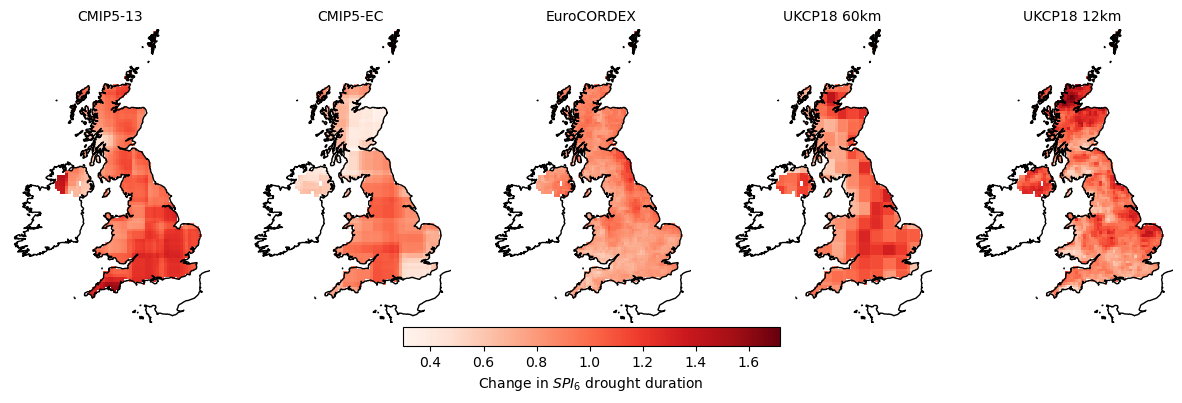 CMIP5-13 CMIP5-EC EuroCORDEX UKCP18 60km UKCP18 12km
0.4 0.6 0.8 1.0 1.2 1.4 1.6
Change in SPI₆ drought duration